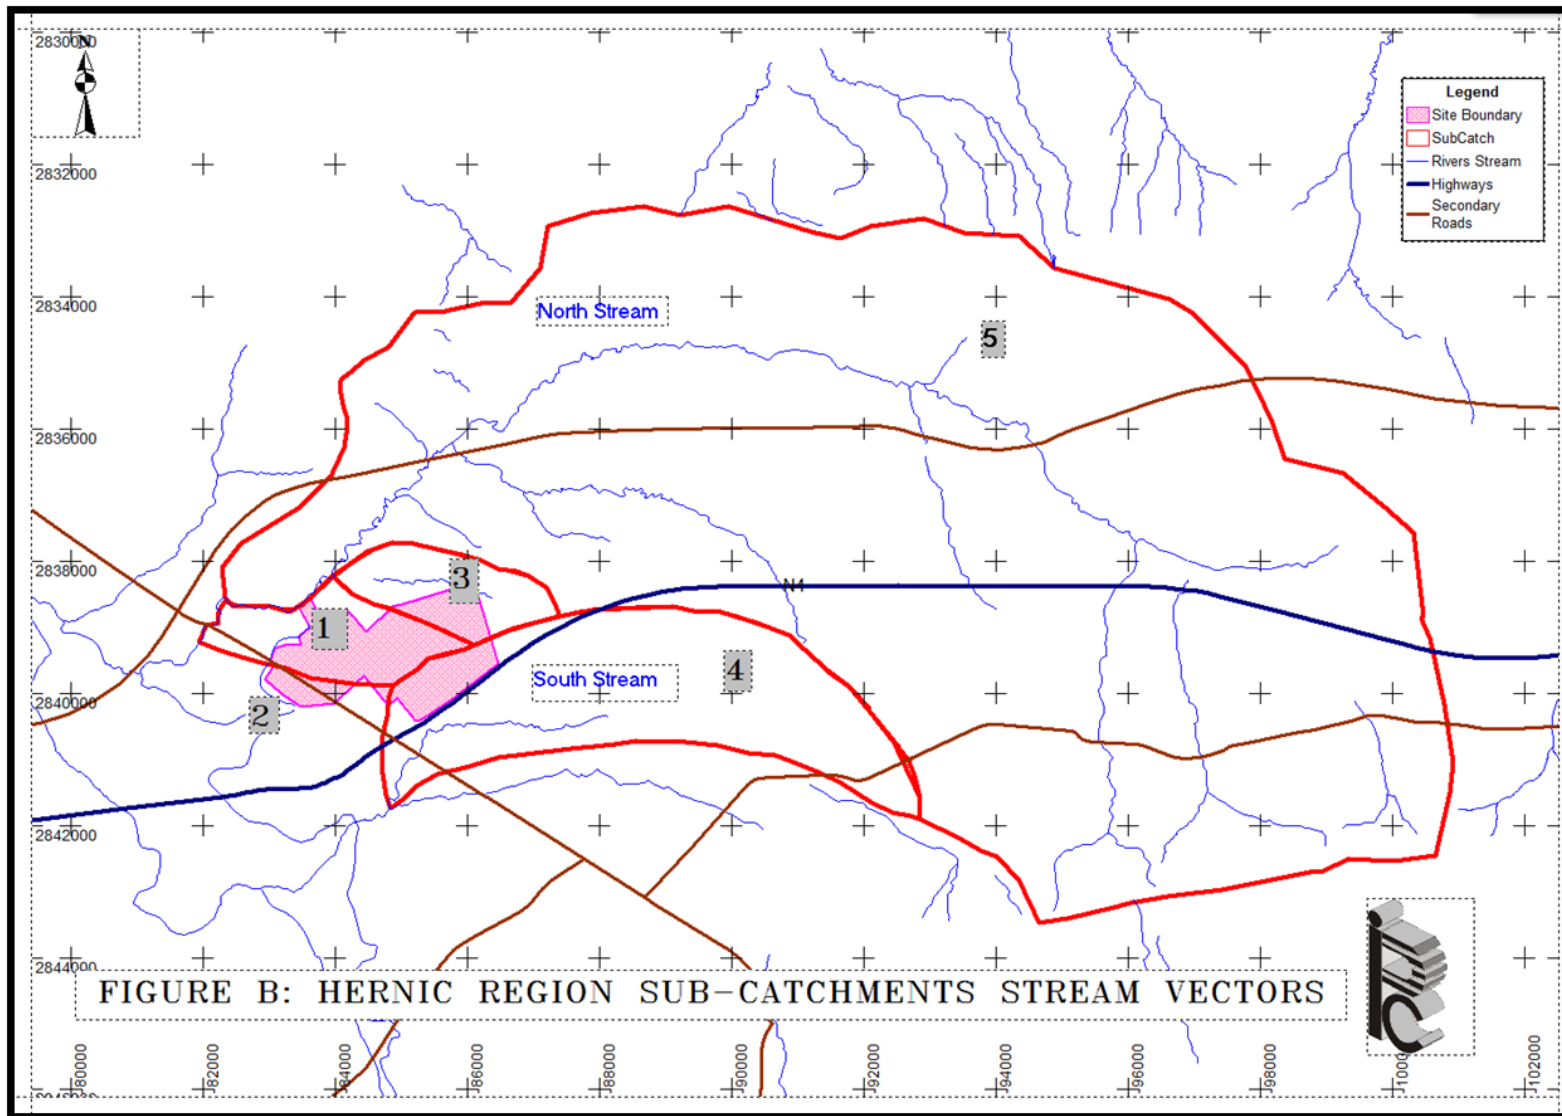 2830000
N
Legend
Site Boundary
SubCatch
Rivers Stream
Highways
Secondary
Roads
2832000
2834000
North Stream
5
2836000
2838000
3
N4
1
4
South Stream
2840000
2
2842000
2844000
FIGURE B: HERNIC REGION SUB-CATCHMENTS STREAM VECTORS
80000
82000
84000
86000
88000
90000
92000
94000
96000
98000
102000